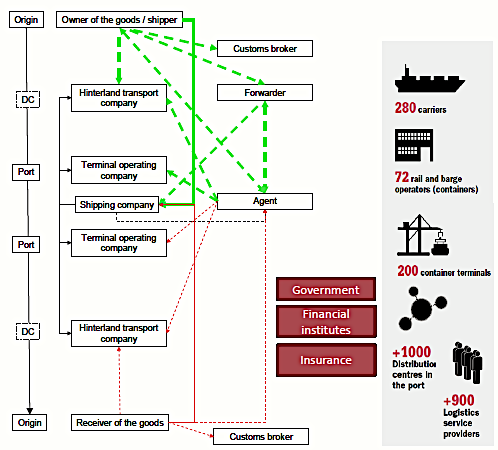 Origin
Owner of the goods / shipper
Customs broker
DC
Hinterland transport
company
Forwarder
280 carriers
Port
Terminal operating
company
72 rail and barge
operators (containers)
Shipping company
Agent
Port
Terminal operating
company
200 container terminals
Government
Financial
institutes
Insurance
DC
Hinterland transport
company
+1000
Distribution
centres in
the port
+900
Logistics
service
providers
Origin
Receiver of the goods
Customs broker